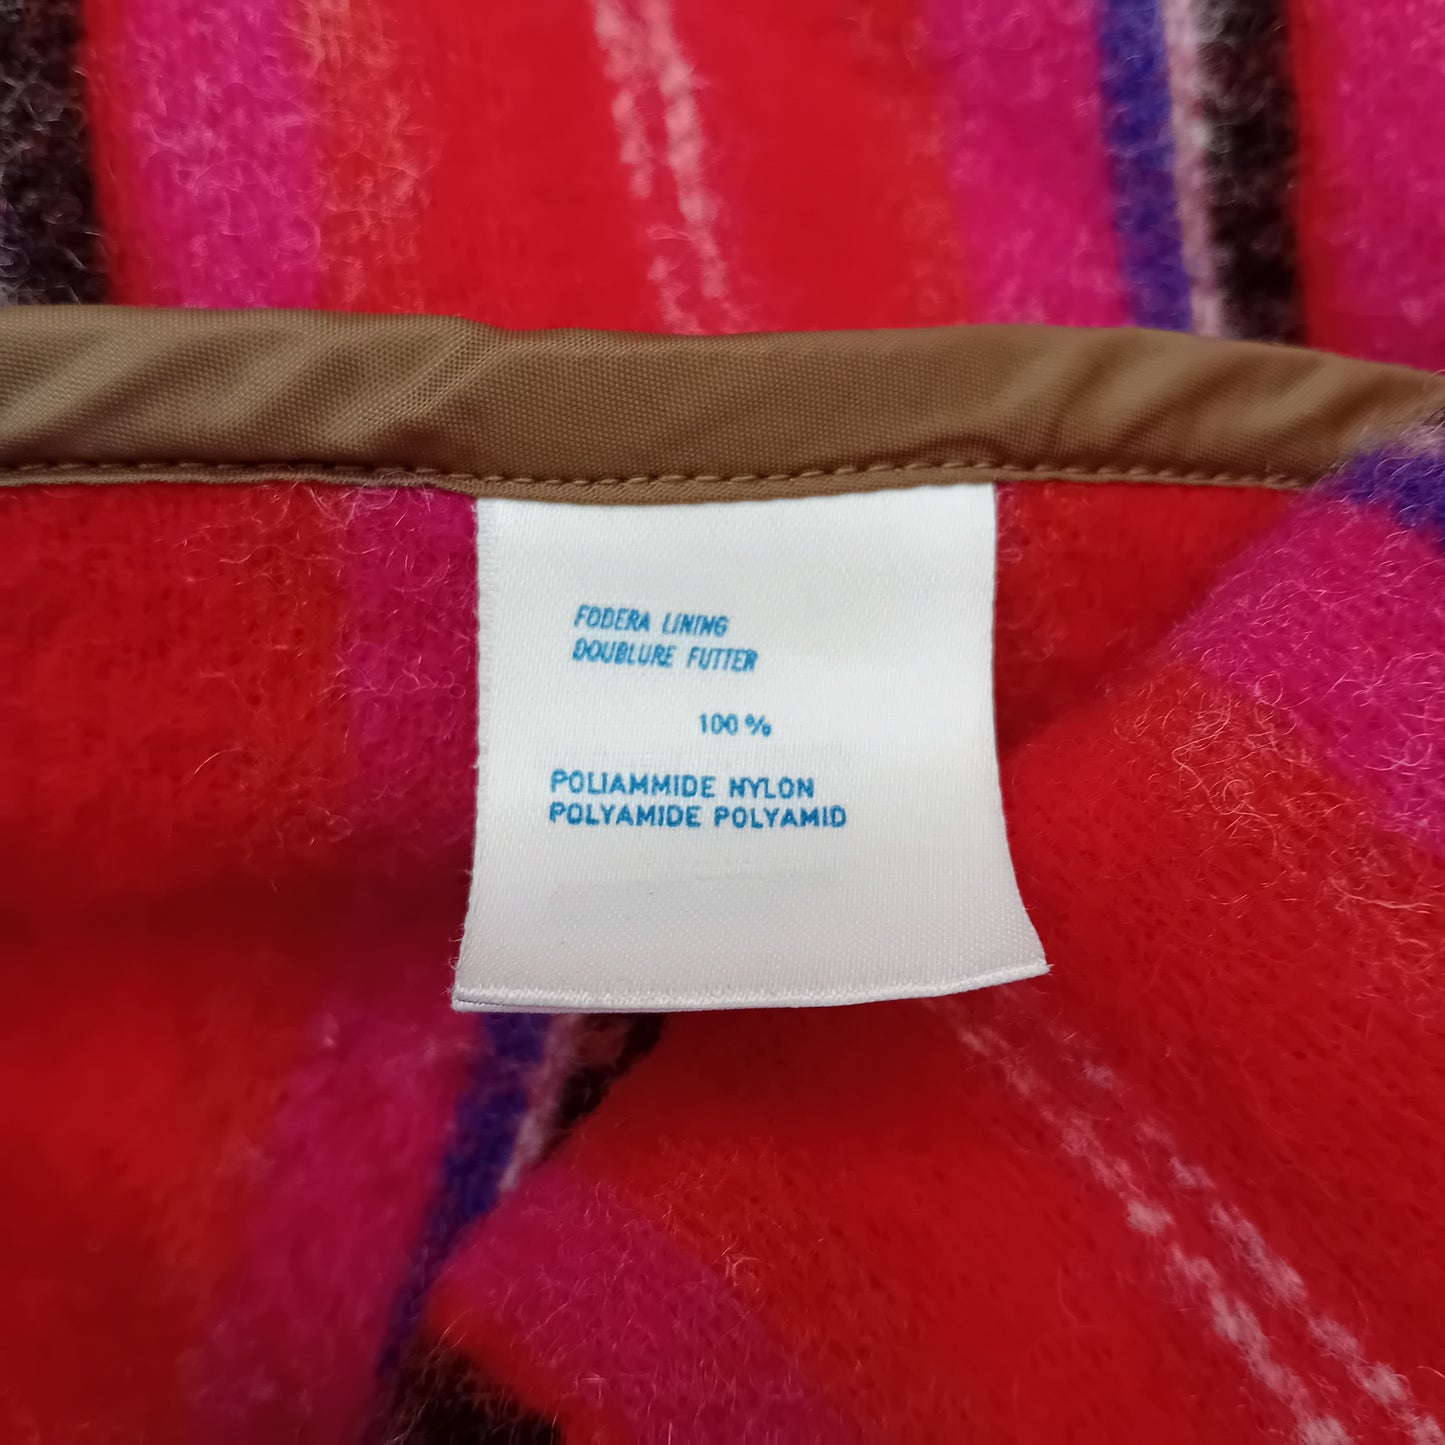 FODERA LINING
DOUBLURE FUTTER
100%
POLIAMMIDE NYLON
POLYAMIDE POLYAMID